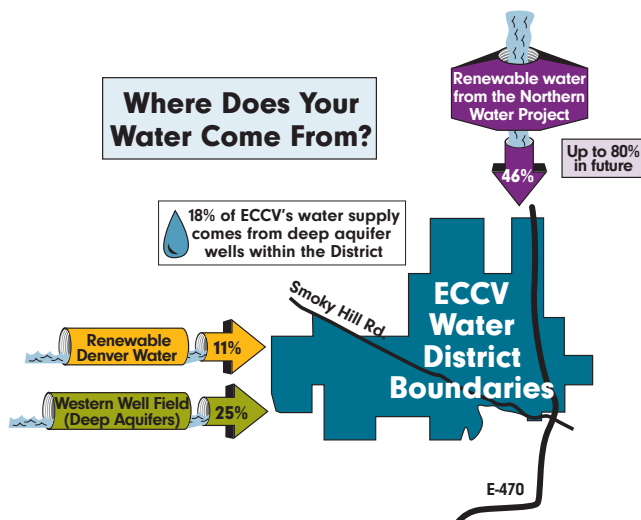 Where Does Your
Water Come From?
Renewable water
from the Northern
Water Project
46%
Up to 80%
in future
18% of ECCV's water supply
comes from deep aquifer
wells within the District
Smoky Hill Rd.
ECCV
Water
District
Boundaries
Renewable
Denver Water
11%
Western Well Field
(Deep Aquifers)
25%
E-470